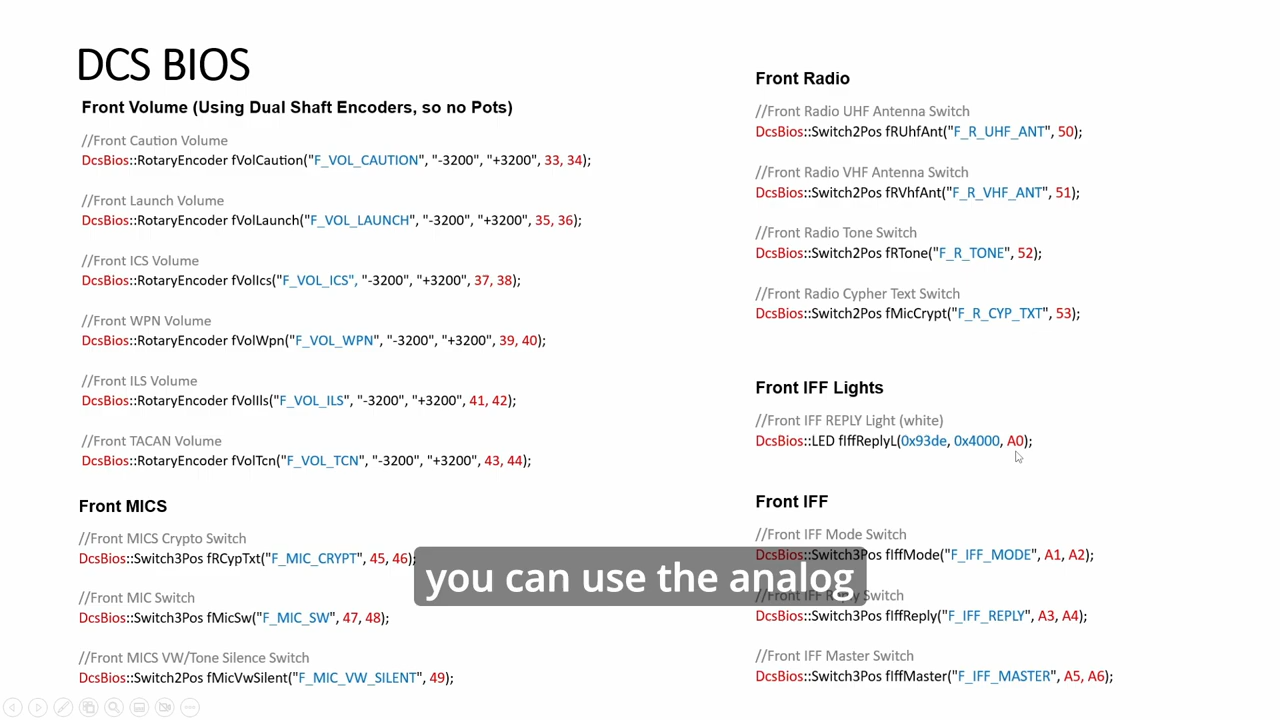 DCS BIOS
Front Volume (Using Dual Shaft Encoders, so no Pots)
//Front Caution Volume
DcsBios::RotaryEncoder fVolCaution("F_VOL_CAUTION", "-3200", "+3200", 33, 34);
//Front Launch Volume
DcsBios::RotaryEncoder fVolLaunch("F_VOL_LAUNCH", "-3200", "+3200", 35, 36);
//Front ICS Volume
DcsBios::RotaryEncoder fVolIcs("F_VOL_ICS", "-3200", "+3200", 37, 38);
//Front WPN Volume
DcsBios::RotaryEncoder fVolWpn("F_VOL_WPN", "-3200", "+3200", 39, 40);
//Front ILS Volume
DcsBios::RotaryEncoder fVolIls("F_VOL_ILS", "-3200", "+3200", 41, 42);
//Front TACAN Volume
DcsBios::RotaryEncoder fVolTcn("F_VOL_TCN", "-3200", "+3200", 43, 44);
Front MICS
//Front MICS Crypto Switch
DcsBios::Switch3Pos fRCypTxt("F_MIC_CRYPT", 45, 46);
//Front MIC Switch
DcsBios::Switch3Pos fMicSw("F_MIC_SW", 47, 48);
//Front MICS VW/Tone Silence Switch
DcsBios::Switch2Pos fMicVwSilent("F_MIC_VW_SILENT", 49);
Front Radio
//Front Radio UHF Antenna Switch
DcsBios::Switch2Pos fRUhfAnt("F_R_UHF_ANT", 50);
//Front Radio VHF Antenna Switch
DcsBios::Switch2Pos fRVhfAnt("F_R_VHF_ANT", 51);
//Front Radio Tone Switch
DcsBios::Switch2Pos fRTone("F_R_TONE", 52);
//Front Radio Cypher Text Switch
DcsBios::Switch2Pos fMicCrypt("F_R_CYP_TXT", 53);
Front IFF Lights
//Front IFF REPLY Light (white)
DcsBios::LED fIffReplyL(0x93de, 0x4000, A0);
Front IFF
//Front IFF Mode Switch
DcsBios::Switch3Pos fIffMode("F_IFF_MODE", A1, A2);
//Front IFF Reply Switch
DcsBios::Switch3Pos fIffReply("F_IFF_REPLY", A3, A4);
//Front IFF Master Switch
DcsBios::Switch3Pos fIffMaster("F_IFF_MASTER", A5, A6);
you can use the analog